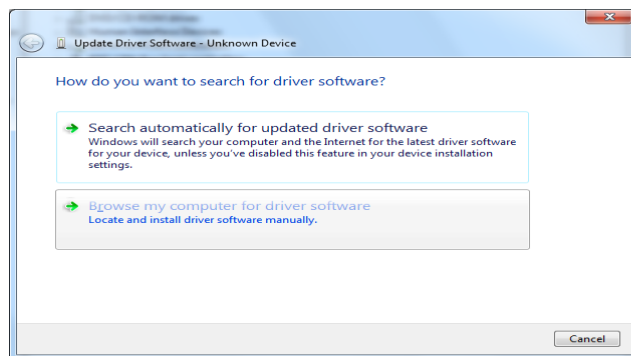 Update Driver Software - Unknown Device
How do you want to search for driver software?
Search automatically for updated driver software
Windows will search your computer and the Internet for the latest driver software
for your device, unless you've disabled this feature in your device installation
settings.
Browse my computer for driver software
Locate and install driver software manually.
Cancel